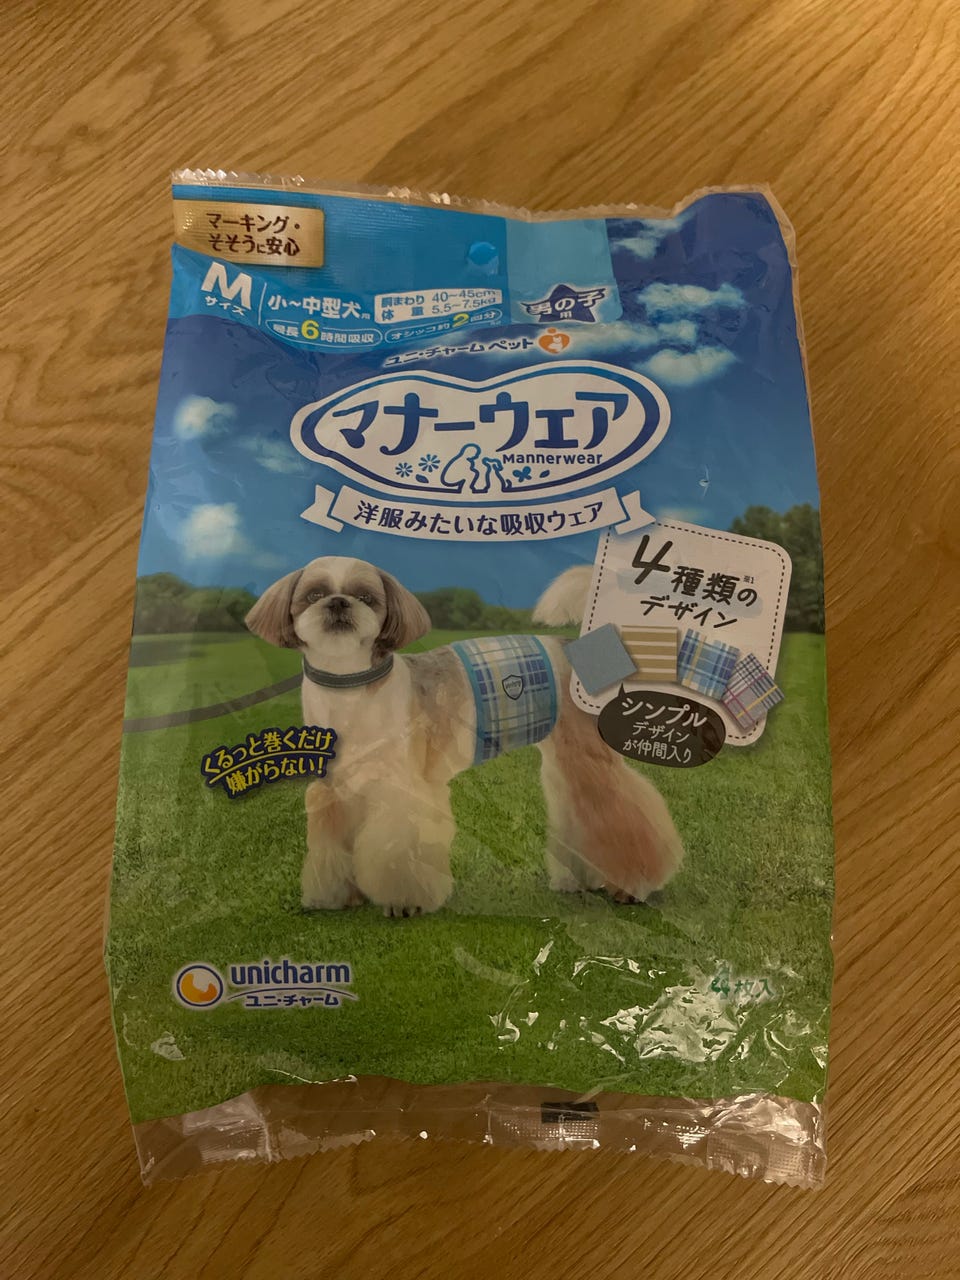 マーキング・
そそうに安心
Mサイズ
小～中型犬用
胴まわり 40～45cm
体重 5.5～7.5kg
男の子用
最長6時間吸収
オシッコ約2回分
ユニ・チャーム ペット
マナーウェア
Mannerwear
洋服みたいな吸収ウェア
4種類の※1
デザイン
シンプル
デザイン
が仲間入り
くるっと巻くだけ
嫌がらない!
unicharm
ユニ・チャーム
4枚入